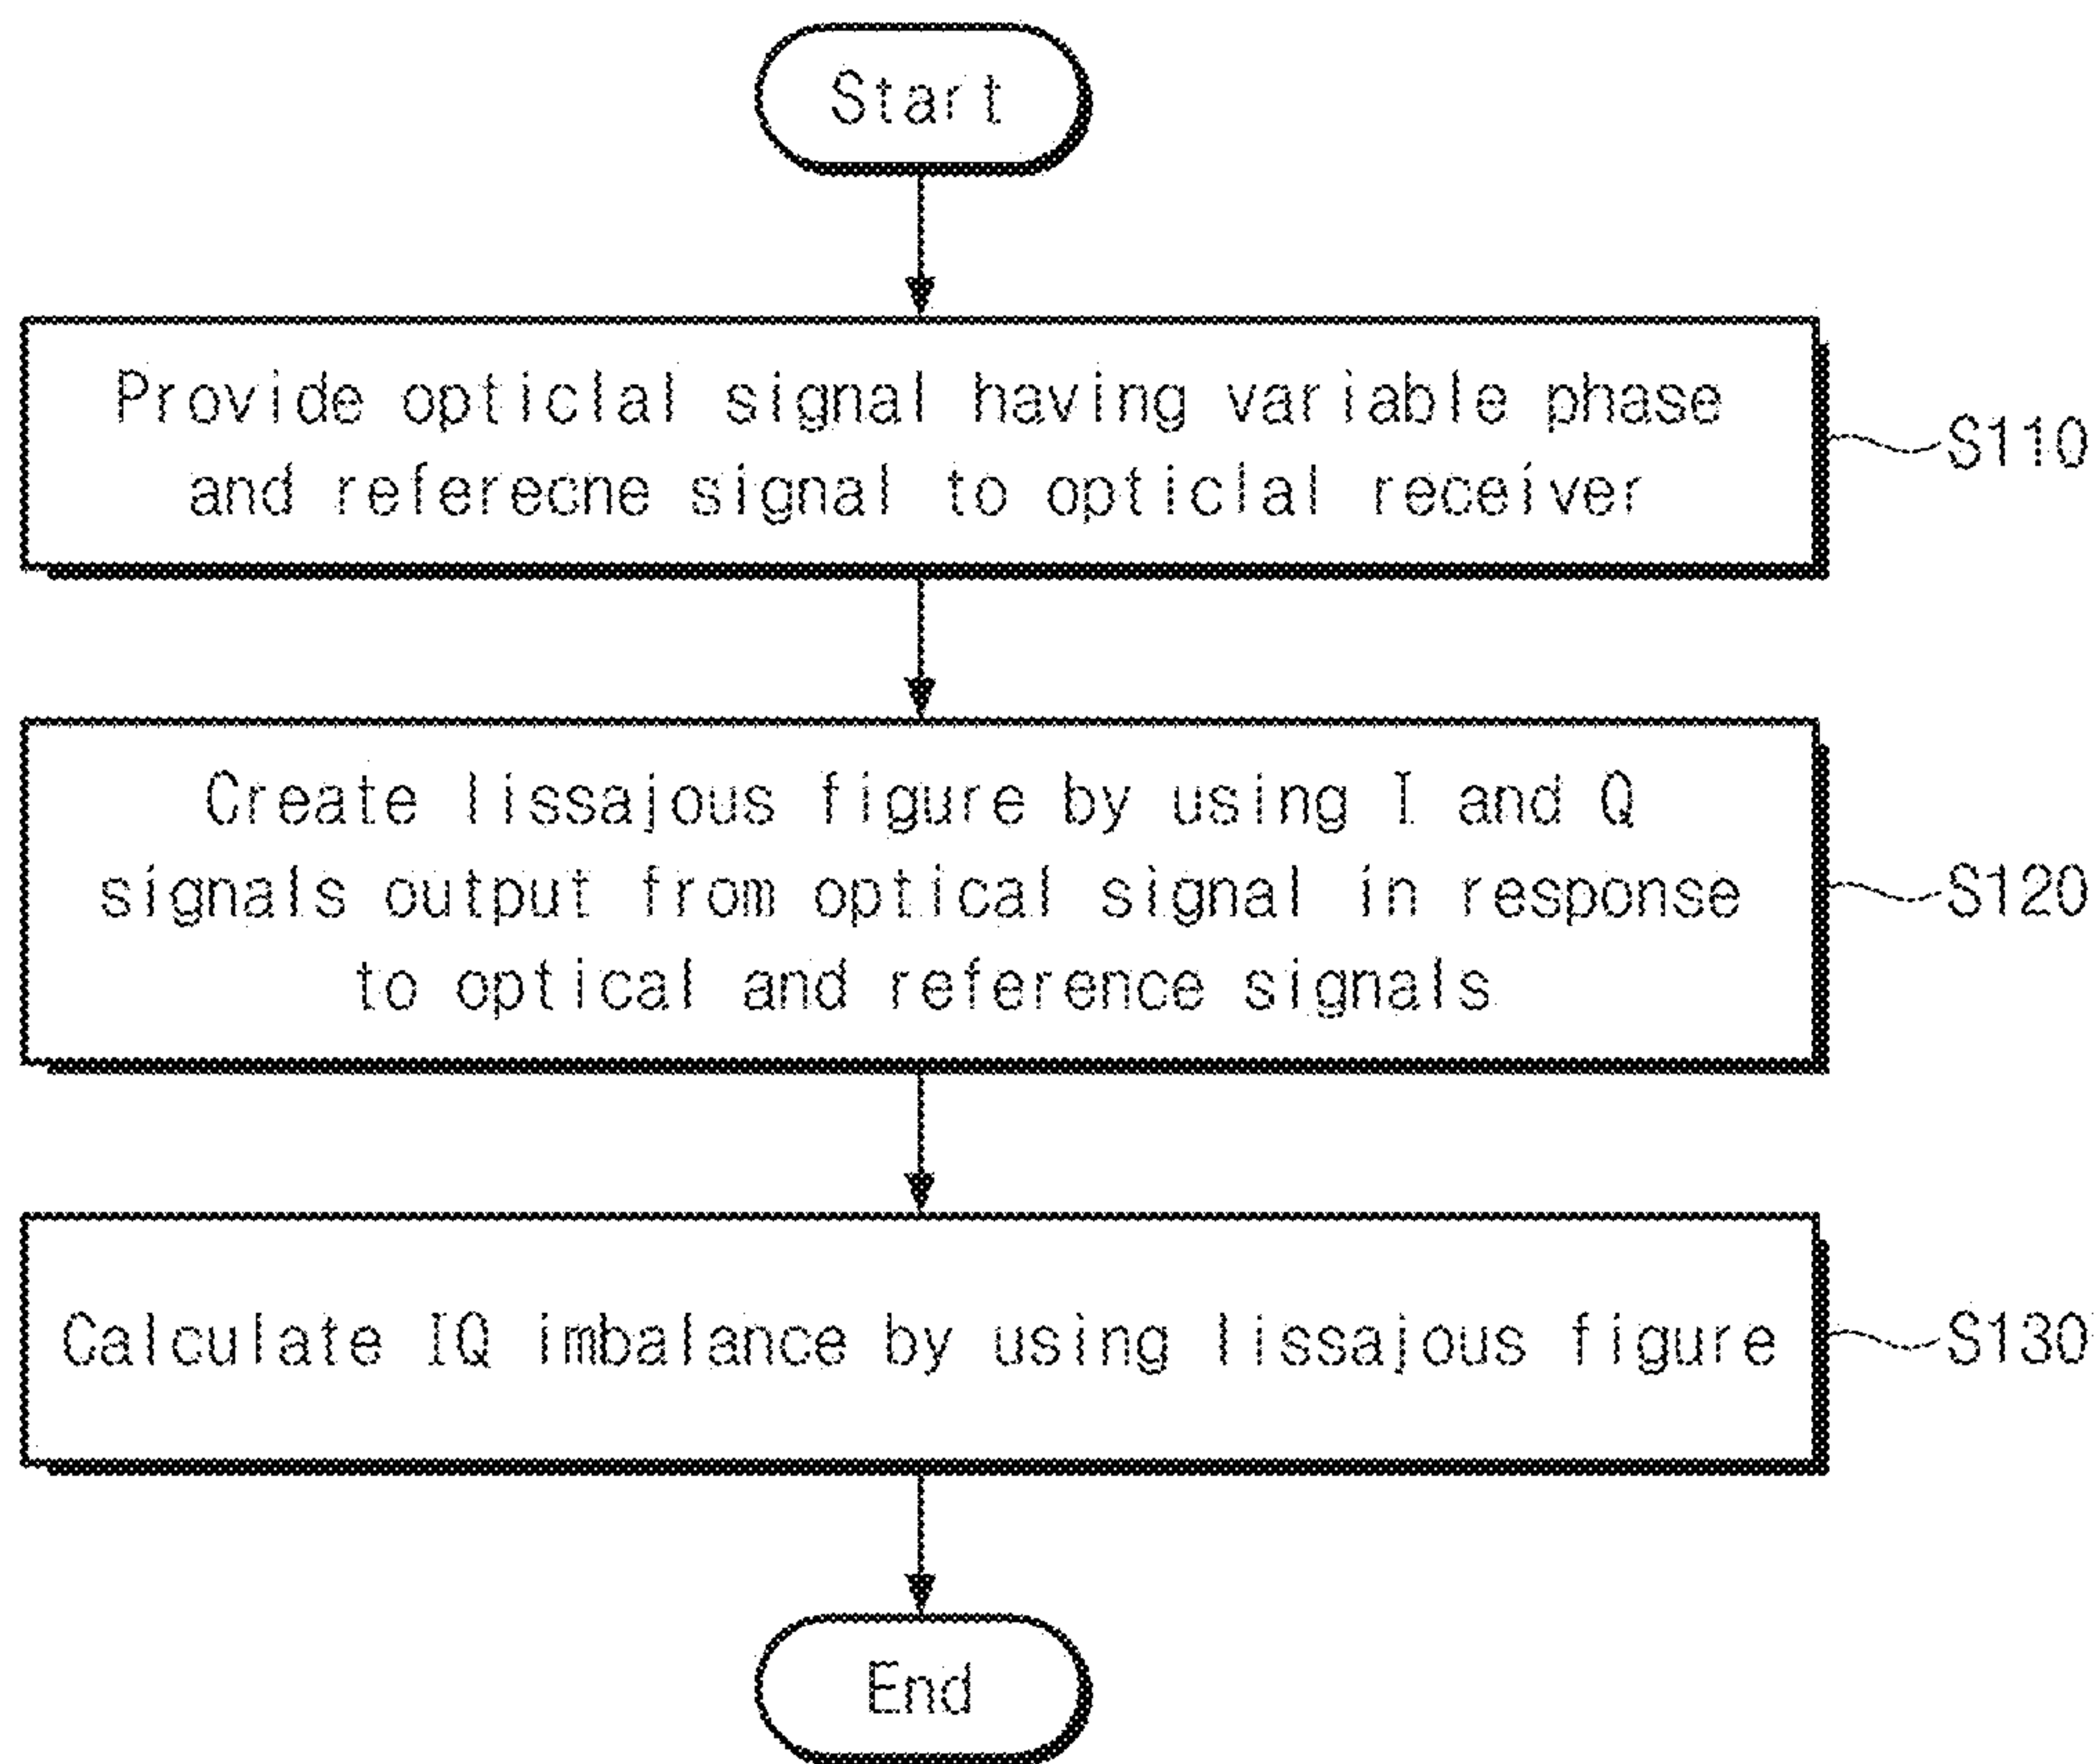 Start
Provide opticlal signal having variable phase
and referecne signal to opticlal receiver
S110
Create lissajous figure by using I and Q
signals output from optical signal in response
to optical and reference signals
S120
Calculate IQ imbalance by using lissajous figure
S130
End